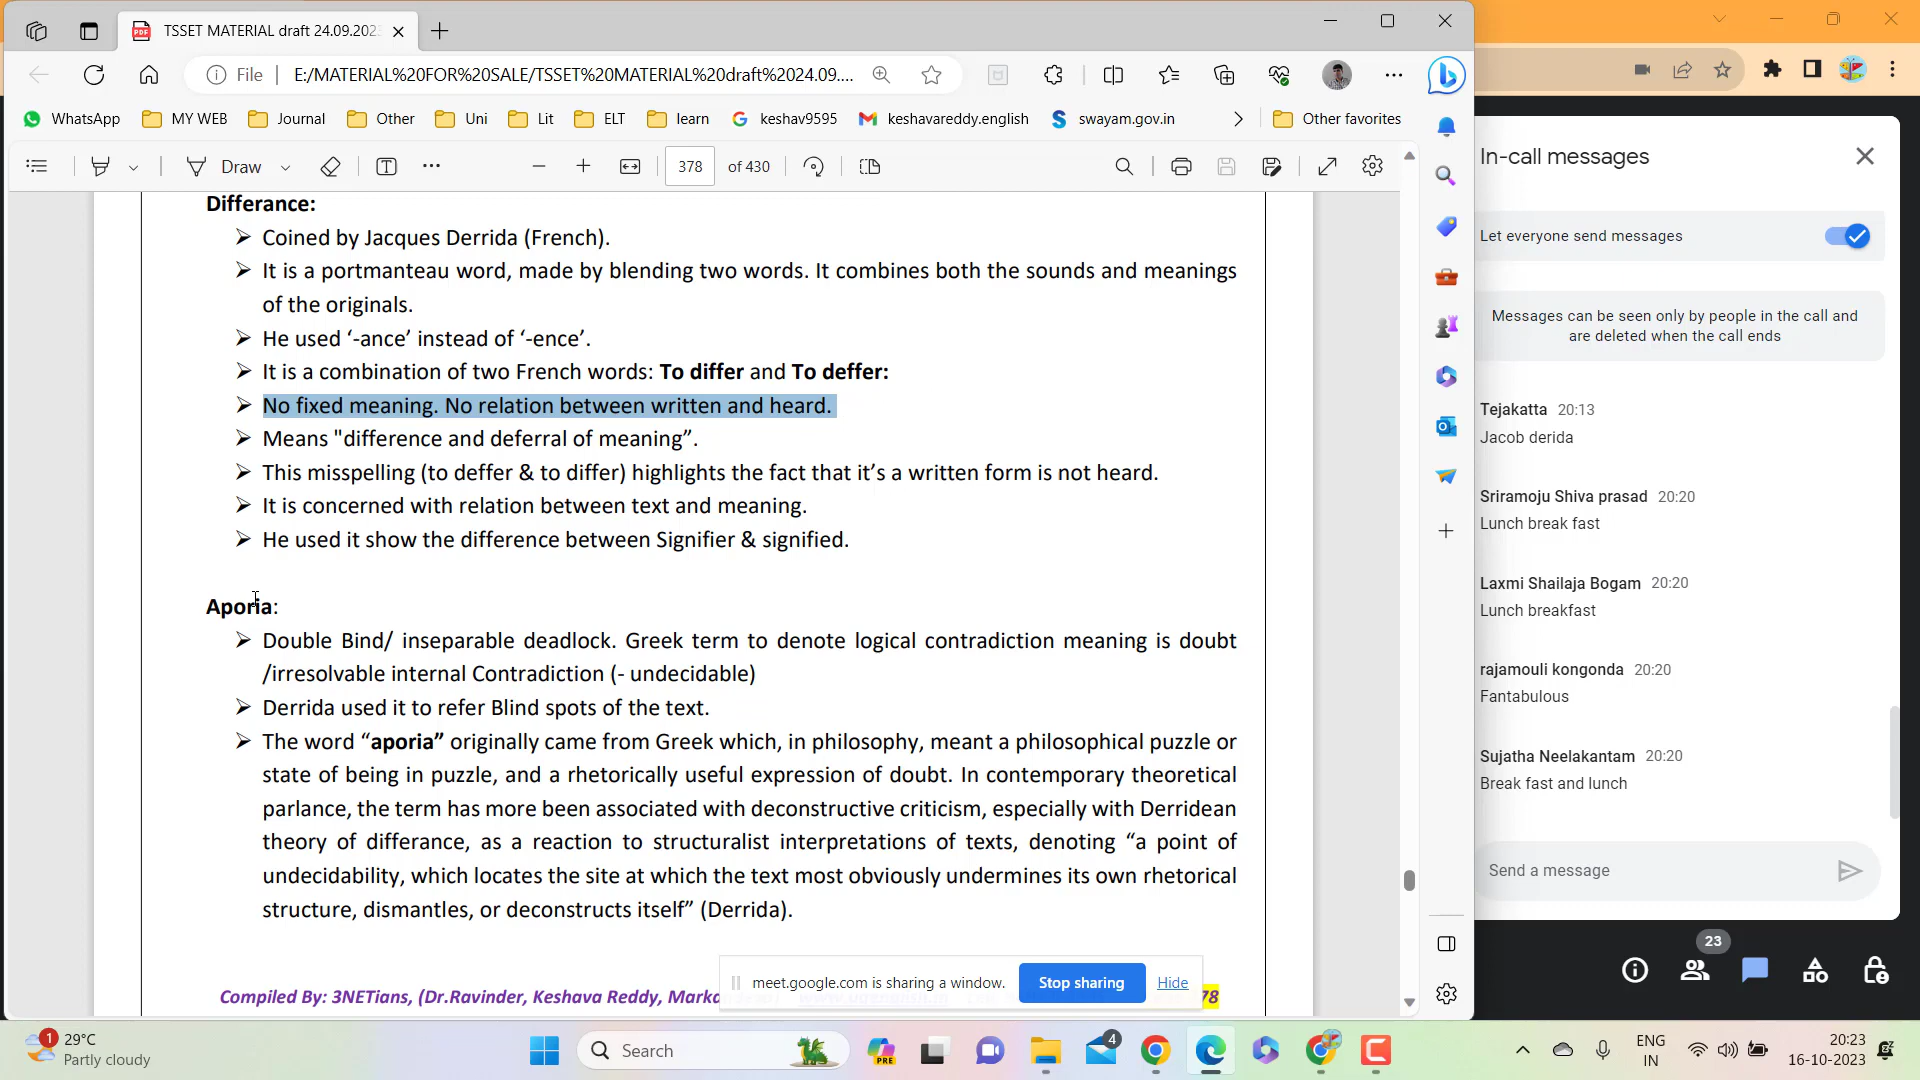 TSSET MATERIAL draft 24.09.202
File
E:/MATERIAL%20FOR%20SALE/TSSET%20MATERIAL%20draft%2024.09....
WhatsApp
MY WEB
Journal
Other
Uni
Lit
ELT
learn
keshav9595
keshavareddy.english
swayam.gov.in
Other favorites
Draw
378
of 430
Differance:
➢ Coined by Jacques Derrida (French).
➢ It is a portmanteau word, made by blending two words. It combines both the sounds and meanings
of the originals.
➢ He used ‘-ance’ instead of ‘-ence’.
➢ It is a combination of two French words: To differ and To deffer:
➢ No fixed meaning. No relation between written and heard.
➢ Means "difference and deferral of meaning”.
➢ This misspelling (to deffer & to differ) highlights the fact that it’s a written form is not heard.
➢ It is concerned with relation between text and meaning.
➢ He used it show the difference between Signifier & signified.
Aporia:
➢ Double Bind/ inseparable deadlock. Greek term to denote logical contradiction meaning is doubt
/irresolvable internal Contradiction (- undecidable)
➢ Derrida used it to refer Blind spots of the text.
➢ The word “aporia” originally came from Greek which, in philosophy, meant a philosophical puzzle or
state of being in puzzle, and a rhetorically useful expression of doubt. In contemporary theoretical
parlance, the term has more been associated with deconstructive criticism, especially with Derridean
theory of differance, as a reaction to structuralist interpretations of texts, denoting “a point of
undecidability, which locates the site at which the text most obviously undermines its own rhetorical
structure, dismantles, or deconstructs itself” (Derrida).
Compiled By: 3NETians, (Dr.Ravinder, Keshava Reddy, Marka
78
meet.google.com is sharing a window.
Stop sharing
Hide
In-call messages
Let everyone send messages
Messages can be seen only by people in the call and
are deleted when the call ends
Tejakatta 20:13
Jacob derida
Sriramoju Shiva prasad 20:20
Lunch break fast
Laxmi Shailaja Bogam 20:20
Lunch breakfast
rajamouli kongonda 20:20
Fantabulous
Sujatha Neelakantam 20:20
Break fast and lunch
Send a message
23
1
29°C
Partly cloudy
Search
PRE
4
ENG
IN
20:23
16-10-2023